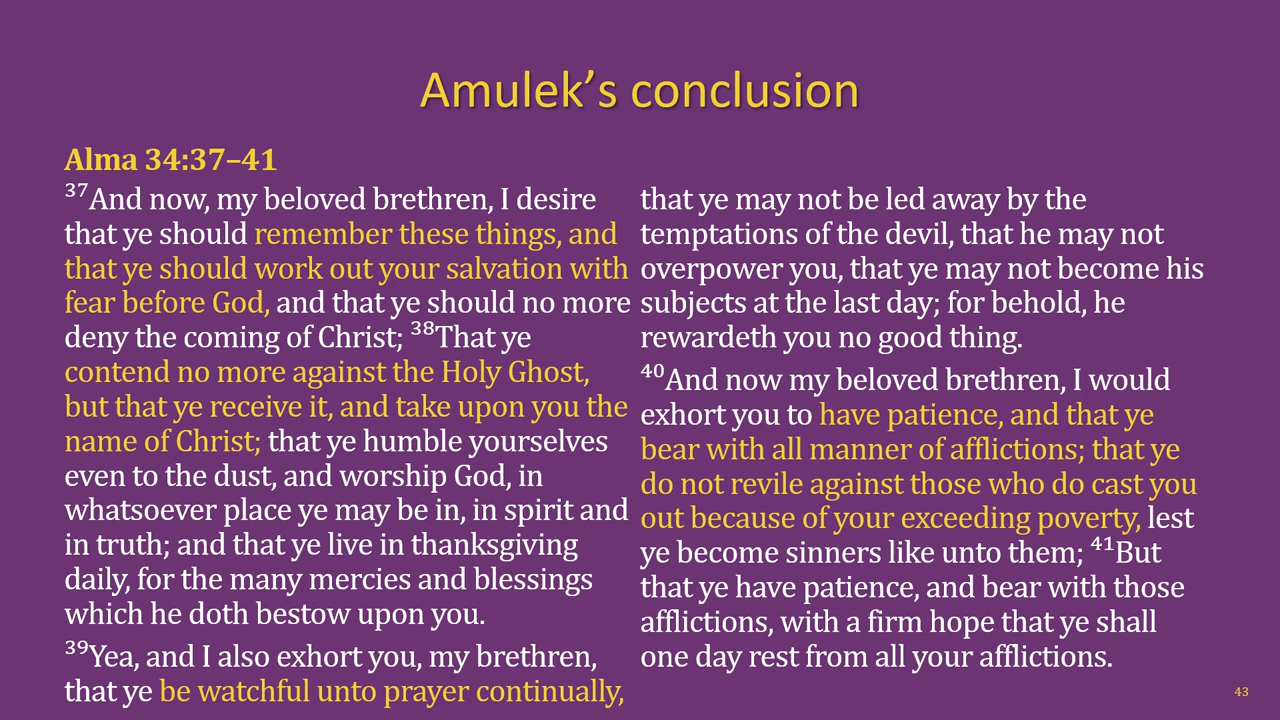 Amulek’s conclusion
Alma 34:37–41
³⁷And now, my beloved brethren, I desire
that ye should remember these things, and
that ye should work out your salvation with
fear before God, and that ye should no more
deny the coming of Christ; ³⁸That ye
contend no more against the Holy Ghost,
but that ye receive it, and take upon you the
name of Christ; that ye humble yourselves
even to the dust, and worship God, in
whatsoever place ye may be in, in spirit and
in truth; and that ye live in thanksgiving
daily, for the many mercies and blessings
which he doth bestow upon you.
³⁹Yea, and I also exhort you, my brethren,
that ye be watchful unto prayer continually,
that ye may not be led away by the
temptations of the devil, that he may not
overpower you, that ye may not become his
subjects at the last day; for behold, he
rewardeth you no good thing.
⁴⁰And now my beloved brethren, I would
exhort you to have patience, and that ye
bear with all manner of afflictions; that ye
do not revile against those who do cast you
out because of your exceeding poverty, lest
ye become sinners like unto them; ⁴¹But
that ye have patience, and bear with those
afflictions, with a firm hope that ye shall
one day rest from all your afflictions.
43